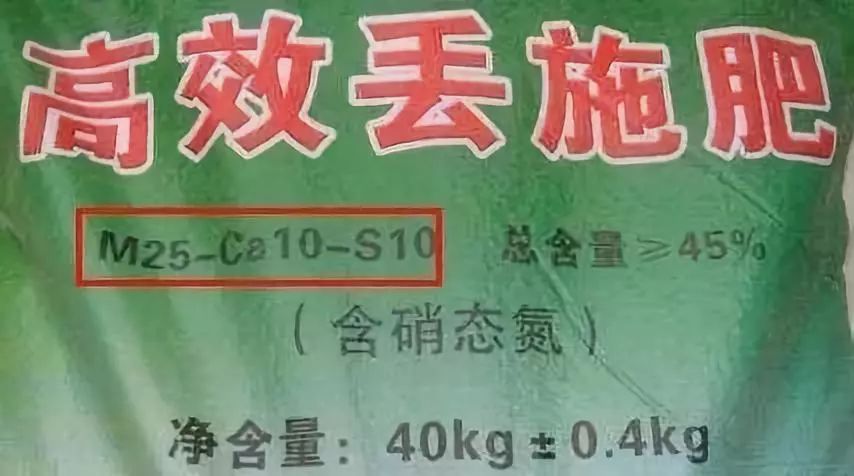 高效丢施肥
M25-Ca10-S10 总含量≥45%
(含硝态氮)
净含量:40kg±0.4kg